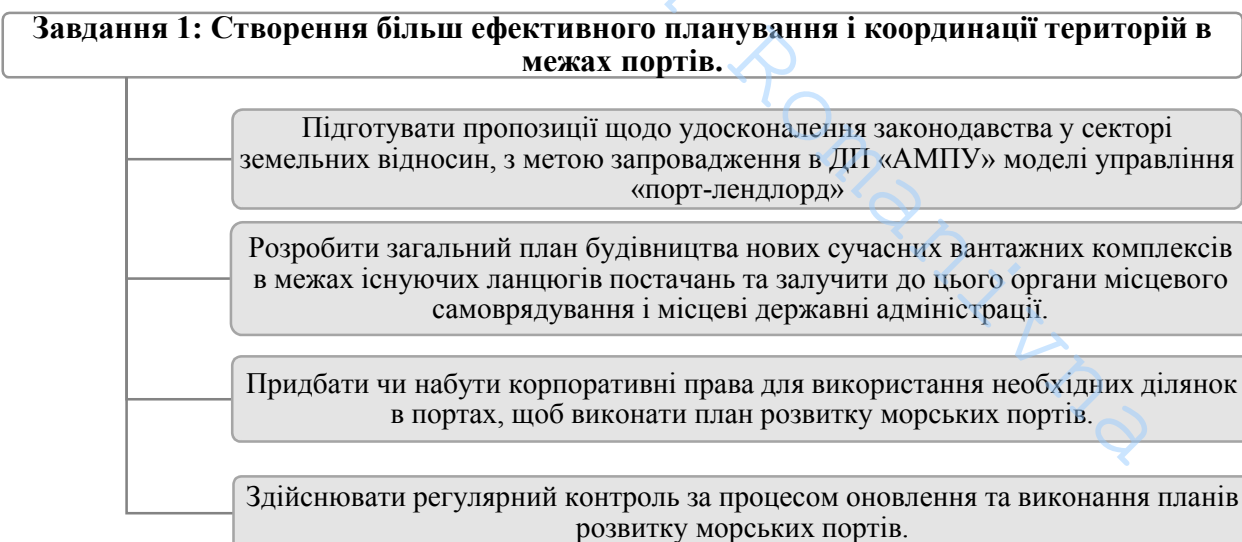 Завдання 1: Створення більш ефективного планування і координації територій в
межах портів.
Підготувати пропозиції щодо удосконалення законодавства у секторі
земельних відносин, з метою запровадження в ДП «АМПУ» моделі управління
«порт-лендлорд»
Розробити загальний план будівництва нових сучасних вантажних комплексів
в межах існуючих ланцюгів постачань та залучити до цього органи місцевого
самоврядування і місцеві державні адміністрації.
Придбати чи набути корпоративні права для використання необхідних ділянок
в портах, щоб виконати план розвитку морських портів.
Здійснювати регулярний контроль за процесом оновлення та виконання планів
розвитку морських портів.
Romanivna